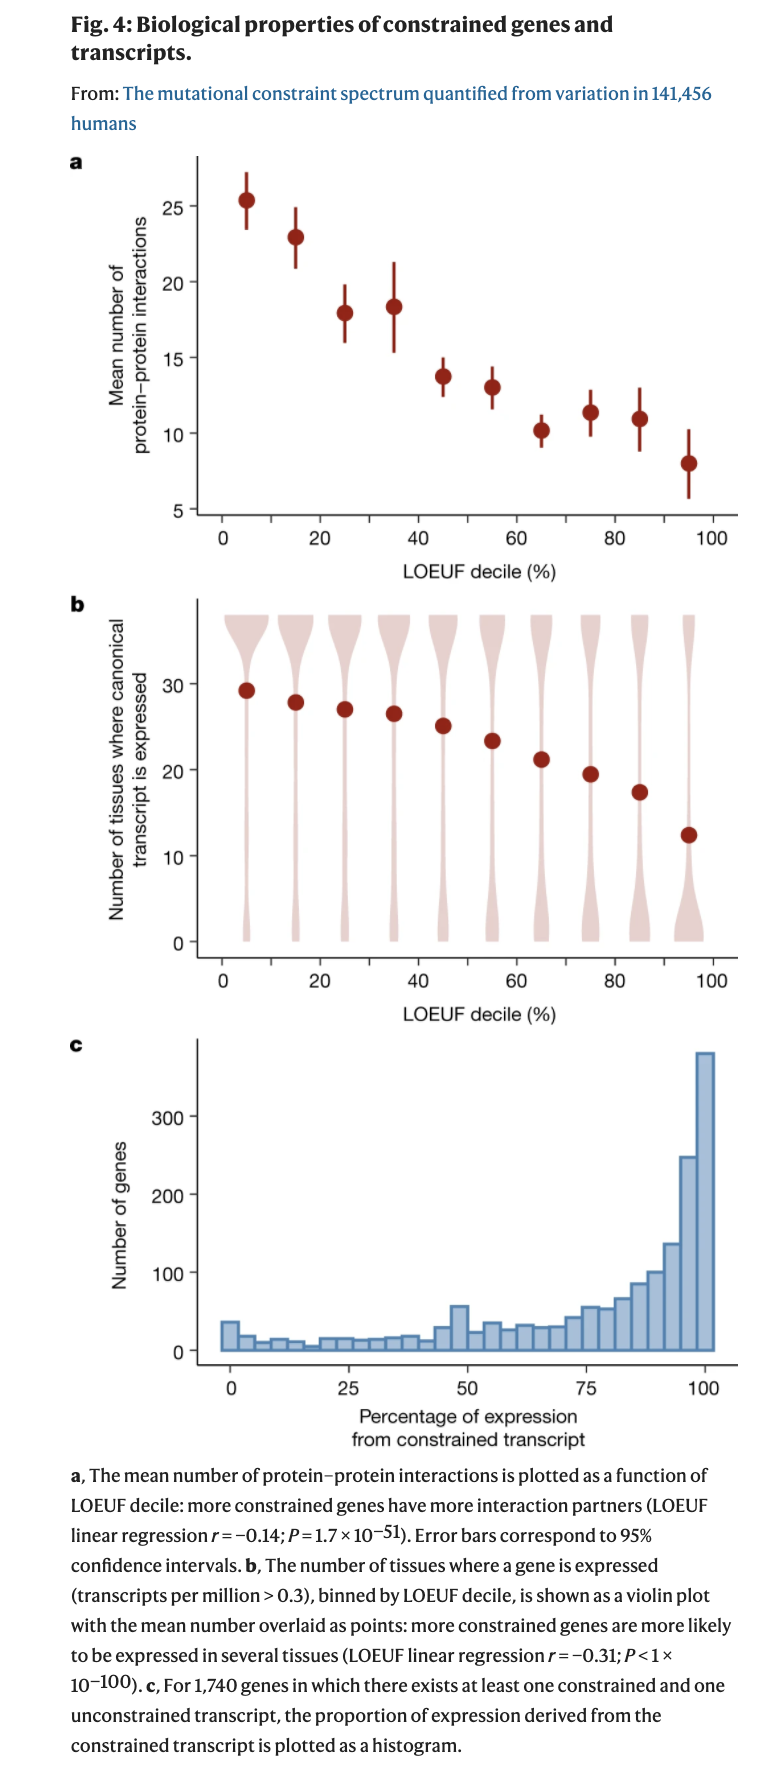 Fig. 4: Biological properties of constrained genes and
transcripts.
From: The mutational constraint spectrum quantified from variation in 141,456
humans
a
Mean number of
protein–protein interactions
25
20
15
10
5
0 20 40 60 80 100
LOEUF decile (%)
b
Number of tissues where canonical
transcript is expressed
30
20
10
0
0 20 40 60 80 100
LOEUF decile (%)
c
Number of genes
300
200
100
0
0 25 50 75 100
Percentage of expression
from constrained transcript
a, The mean number of protein–protein interactions is plotted as a function of
LOEUF decile: more constrained genes have more interaction partners (LOEUF
linear regression r = −0.14; P = 1.7 × 10−51). Error bars correspond to 95%
confidence intervals. b, The number of tissues where a gene is expressed
(transcripts per million > 0.3), binned by LOEUF decile, is shown as a violin plot
with the mean number overlaid as points: more constrained genes are more likely
to be expressed in several tissues (LOEUF linear regression r = −0.31; P < 1 ×
10−100). c, For 1,740 genes in which there exists at least one constrained and one
unconstrained transcript, the proportion of expression derived from the
constrained transcript is plotted as a histogram.